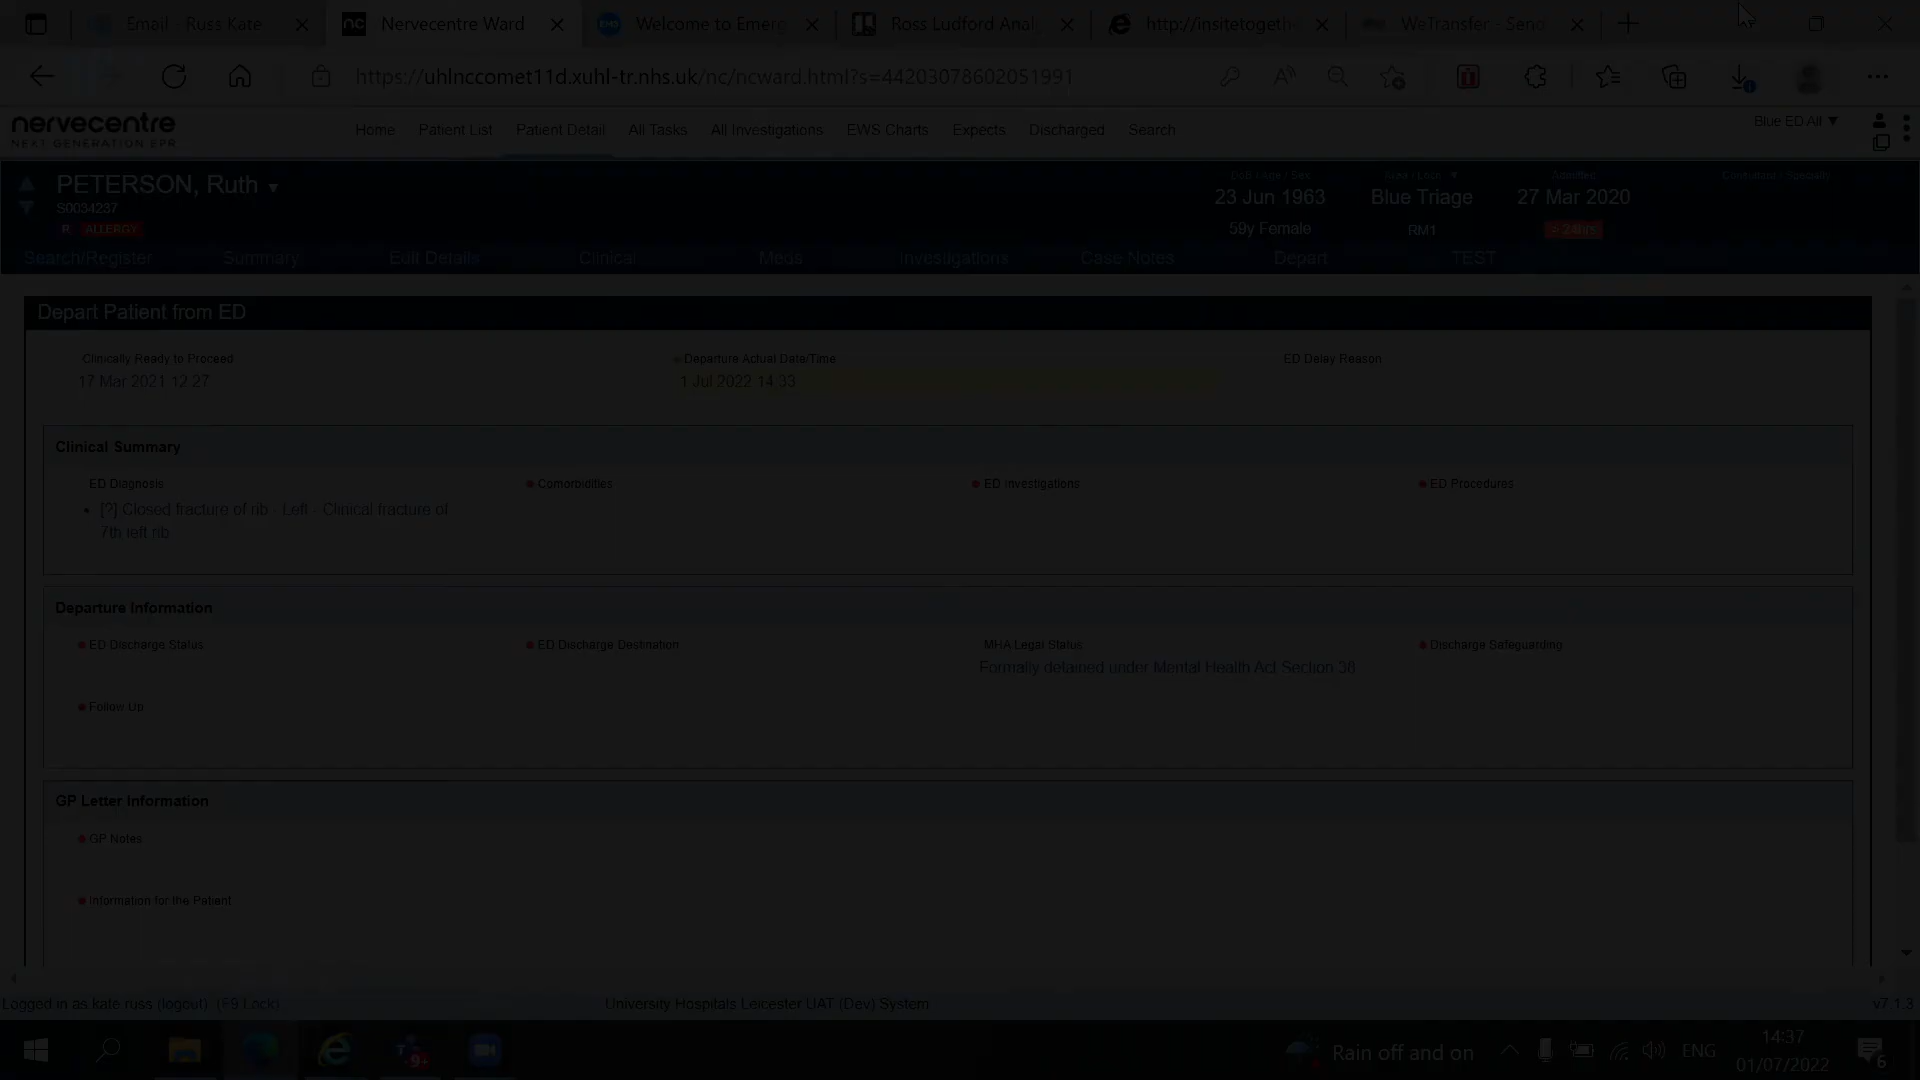 Email - Russ Kate
nc Nervecentre Ward
Welcome to Emerg
Ross Ludford Anal
http://insitetogeth
WeTransfer - Send
https://uhlnccomet11d.xuhl-tr.nhs.uk/nc/ncward.html?s=44203078602051991
nervecentre
NEXT GENERATION EPR
Home Patient List Patient Detail All Tasks All Investigations EWS Charts Expects Discharged Search
Blue ED All
PETERSON, Ruth
S0034237
R ALLERGY
DoB / Age / Sex
23 Jun 1963
59y Female
Blue Triage
RM1
Admitted
27 Mar 2020
Consultant / Specialty
Search/Register Summary Edit Details Clinical Meds Investigations Case Notes Depart TEST
Depart Patient from ED
Clinically Ready to Proceed
17 Mar 2021 12:27
Departure Actual Date/Time
1 Jul 2022 14:33
ED Delay Reason
Clinical Summary
ED Diagnosis
[?] Closed fracture of rib - Left - Clinical fracture of
7th left rib
Comorbidities
ED Investigations
ED Procedures
Departure Information
ED Discharge Status
ED Discharge Destination
MHA Legal Status
Formally detained under Mental Health Act Section 38
Discharge Safeguarding
Follow Up
GP Letter Information
GP Notes
Information for the Patient
Logged in as kate russ (logout). (F9 Lock)
University Hospitals Leicester UAT (Dev) System
v7.1.3
Rain off and on
ENG
14:37
01/07/2022
6